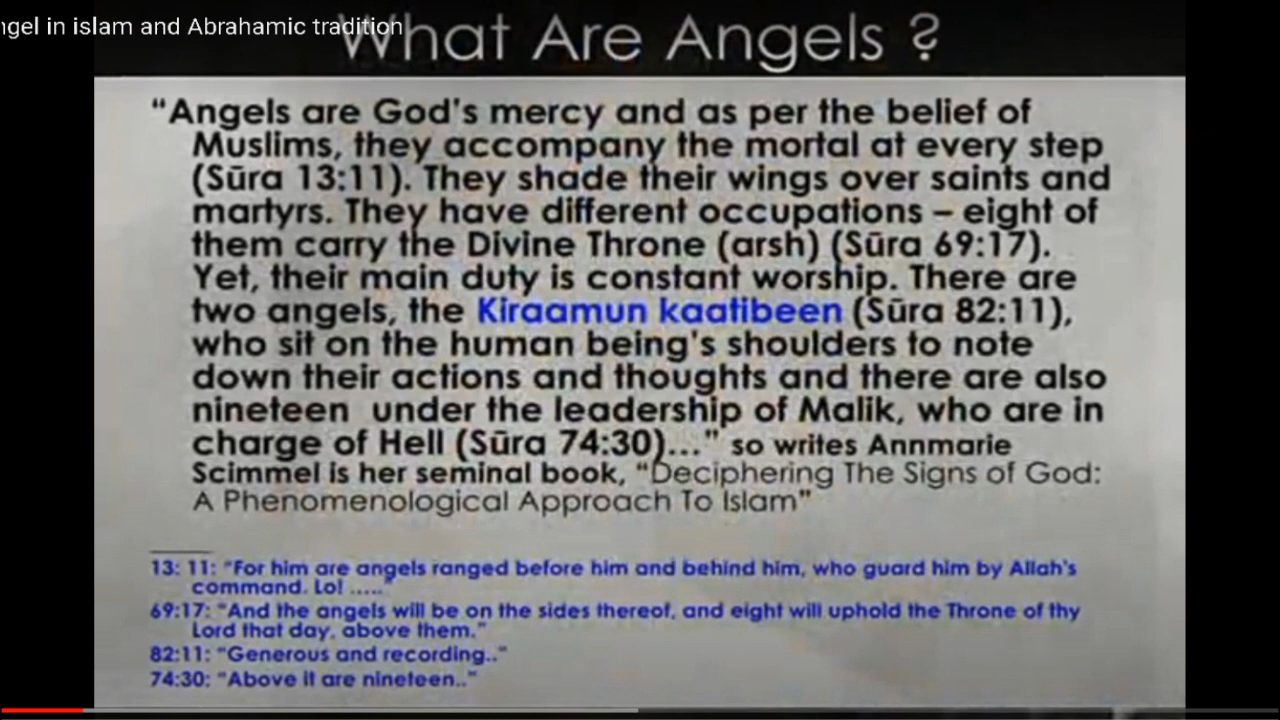 ngel in islam and Abrahamic tradition
What Are Angels ?
“Angels are God's mercy and as per the belief of
Muslims, they accompany the mortal at every step
(Sūra 13:11). They shade their wings over saints and
martyrs. They have different occupations – eight of
them carry the Divine Throne (arsh) (Sūra 69:17).
Yet, their main duty is constant worship. There are
two angels, the Kiraamun kaatibeen (Sūra 82:11),
who sit on the human being's shoulders to note
down their actions and thoughts and there are also
nineteen under the leadership of Malik, who are in
charge of Hell (Sūra 74:30)...” so writes Annmarie
Scimmel is her seminal book, “Deciphering The Signs of God:
A Phenomenological Approach To Islam”
13: 11: “For him are angels ranged before him and behind him, who guard him by Allah's
command. Lo! .....”
69:17: “And the angels will be on the sides thereof, and eight will uphold the Throne of thy
Lord that day, above them.”
82:11: “Generous and recording..”
74:30: “Above it are nineteen..”